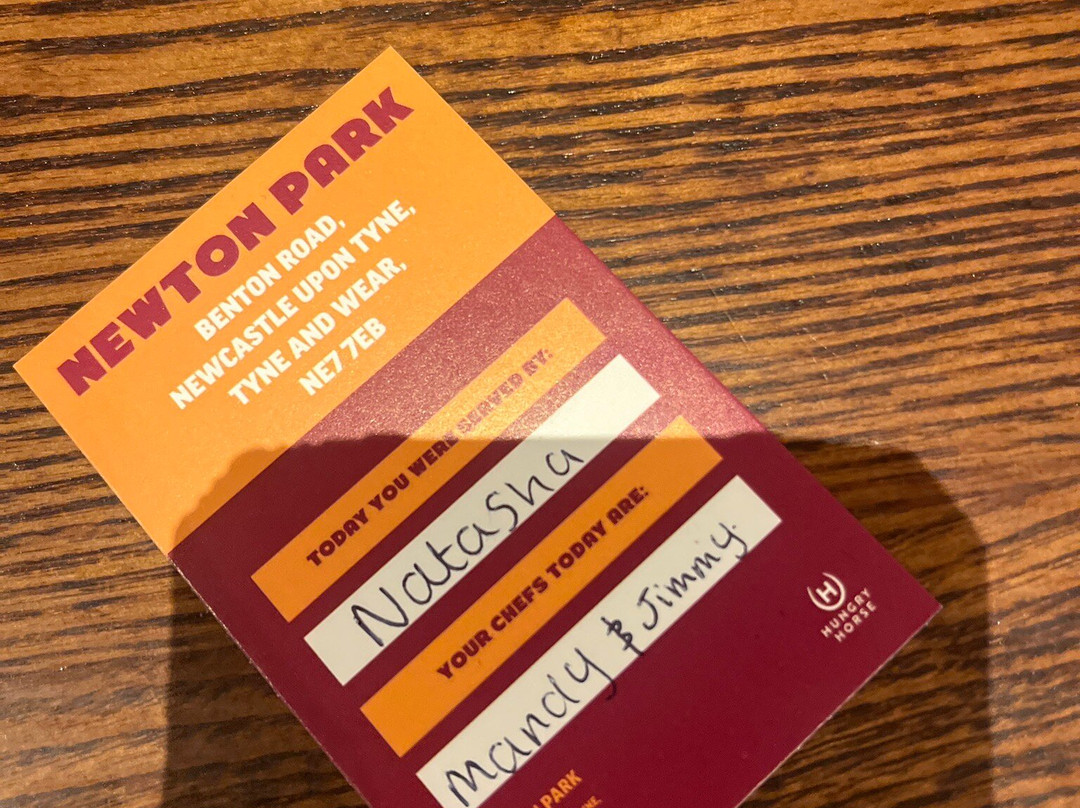 NEWTON PARK
BENTON ROAD,
NEWCASTLE UPON TYNE,
TYNE AND WEAR,
NE7 7EB
TODAY YOU WERE SERVED BY:
Natasha
YOUR CHEFS TODAY ARE:
Mandy & Jimmy.
H
HUNGRY
HORSE
PARK